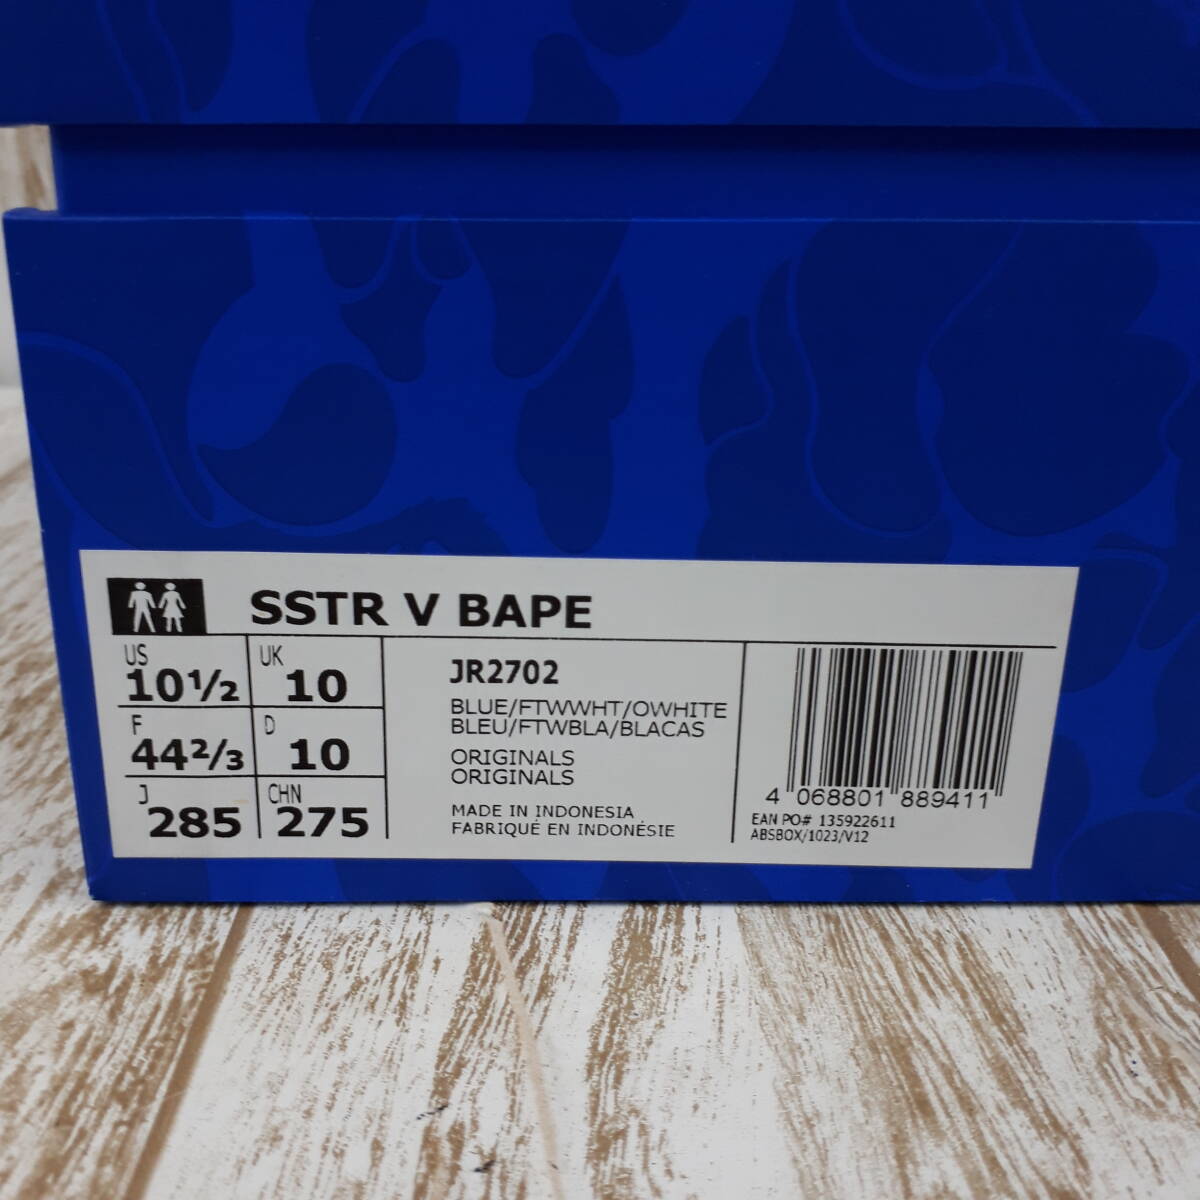 SSTR V BAPE
US 10½ UK 10
F 44⅔ D 10
J 285 CHN 275
JR2702
BLUE/FTWWHT/OWHITE
BLEU/FTWBLA/BLACAS
ORIGINALS
ORIGINALS
MADE IN INDONESIA
FABRIQUÉ EN INDONÉSIE
4 068801 889411
EAN PO# 135922611
ABSBOX/1023/V12